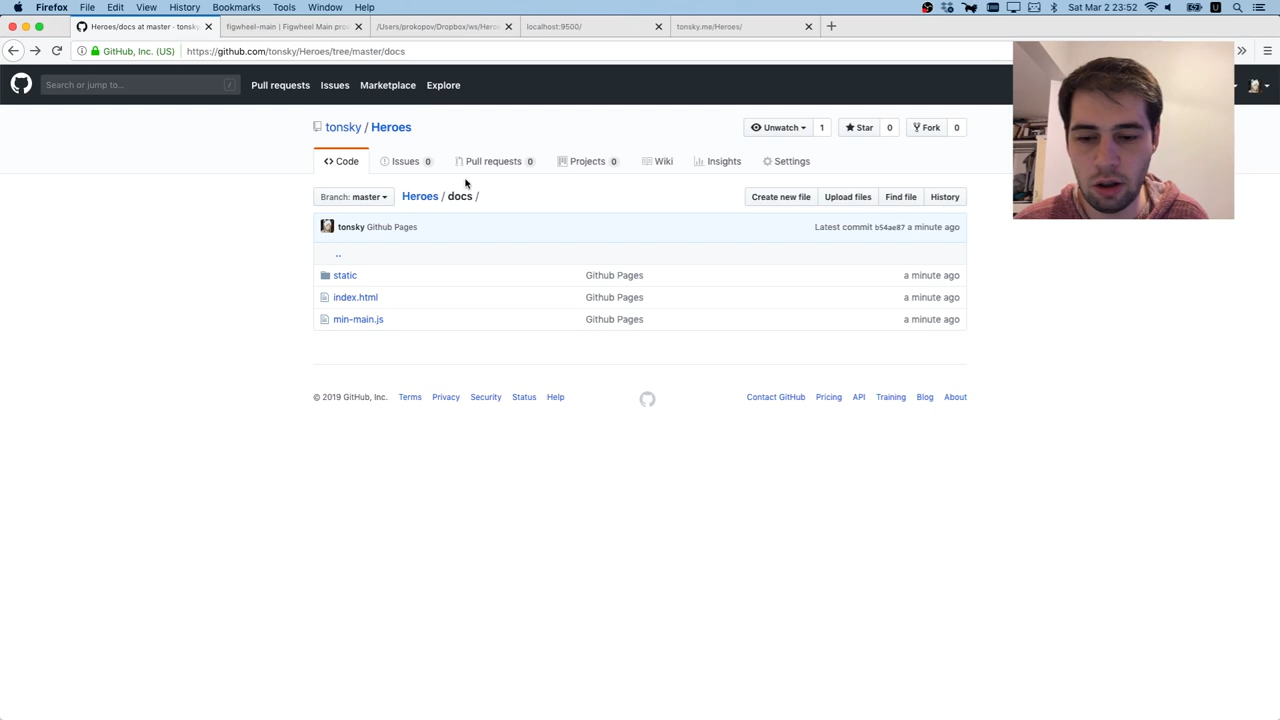 Firefox File Edit View History Bookmarks Tools Window Help Sat Mar 2 23:52
Heroes/docs at master · tonsky figwheel-main | Figwheel Main pro /Users/prokopov/Dropbox/ws/Hero localhost:9500/ tonsky.me/Heroes/
GitHub, Inc. (US) https://github.com/tonsky/Heroes/tree/master/docs
Search or jump to... / Pull requests Issues Marketplace Explore
tonsky / Heroes Unwatch 1 Star 0 Fork 0
Code Issues 0 Pull requests 0 Projects 0 Wiki Insights Settings
Branch: master Heroes / docs / Create new file Upload files Find file History
tonsky Github Pages Latest commit b54ae87 a minute ago
..
static Github Pages a minute ago
index.html Github Pages a minute ago
min-main.js Github Pages a minute ago
© 2019 GitHub, Inc. Terms Privacy Security Status Help Contact GitHub Pricing API Training Blog About